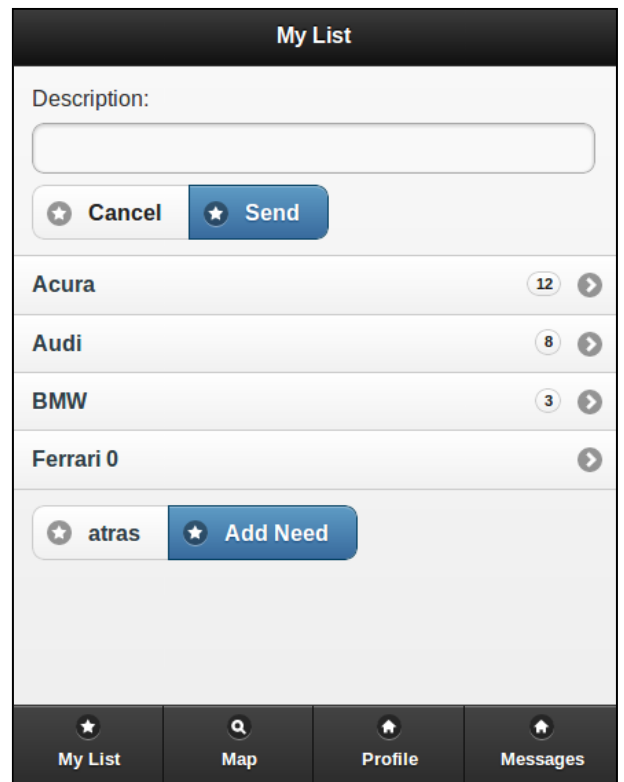 My List
Description:
Cancel Send
Acura 12
Audi 8
BMW 3
Ferrari 0
atras Add Need
My List Map Profile Messages